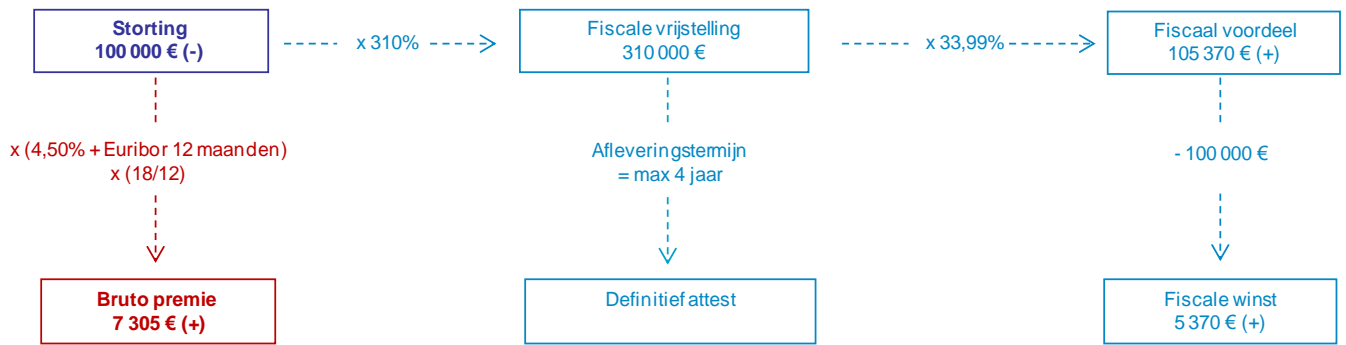 Storting
100 000 € (-)
x 310%
Fiscale vrijstelling
310 000 €
x 33,99%
Fiscaal voordeel
105 370 € (+)
x (4,50% + Euribor 12 maanden)
x (18/12)
Afleveringstermijn
= max 4 jaar
- 100 000 €
Bruto premie
7 305 € (+)
Definitief attest
Fiscale winst
5 370 € (+)